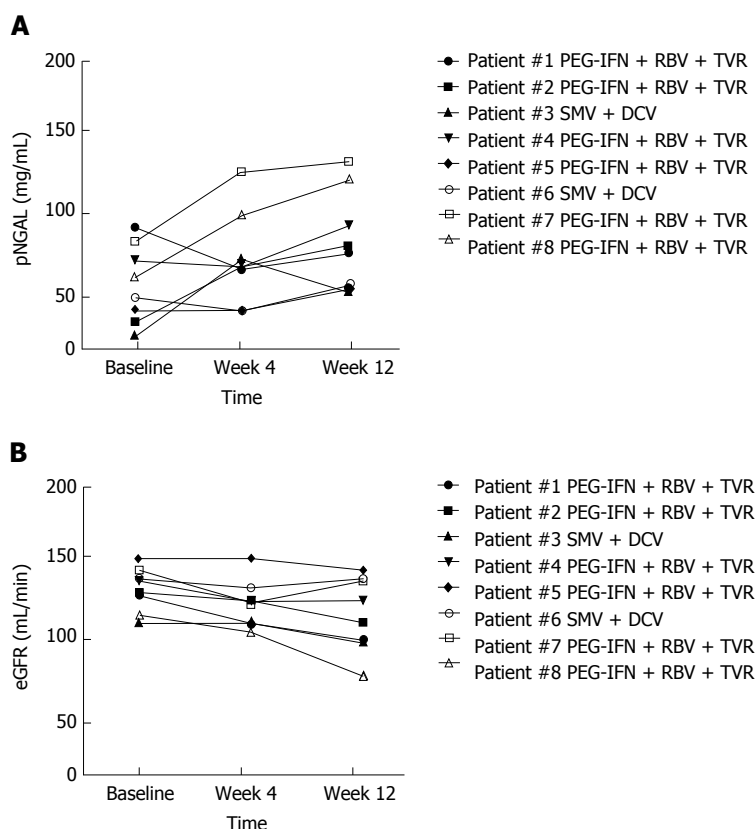 A
pNGAL (mg/mL)
200
150
100
50
0
Baseline
Week 4
Week 12
Time
Patient #1 PEG-IFN + RBV + TVR
Patient #2 PEG-IFN + RBV + TVR
Patient #3 SMV + DCV
Patient #4 PEG-IFN + RBV + TVR
Patient #5 PEG-IFN + RBV + TVR
Patient #6 SMV + DCV
Patient #7 PEG-IFN + RBV + TVR
Patient #8 PEG-IFN + RBV + TVR
B
eGFR (mL/min)
200
150
100
50
0
Baseline
Week 4
Week 12
Time
Patient #1 PEG-IFN + RBV + TVR
Patient #2 PEG-IFN + RBV + TVR
Patient #3 SMV + DCV
Patient #4 PEG-IFN + RBV + TVR
Patient #5 PEG-IFN + RBV + TVR
Patient #6 SMV + DCV
Patient #7 PEG-IFN + RBV + TVR
Patient #8 PEG-IFN + RBV + TVR